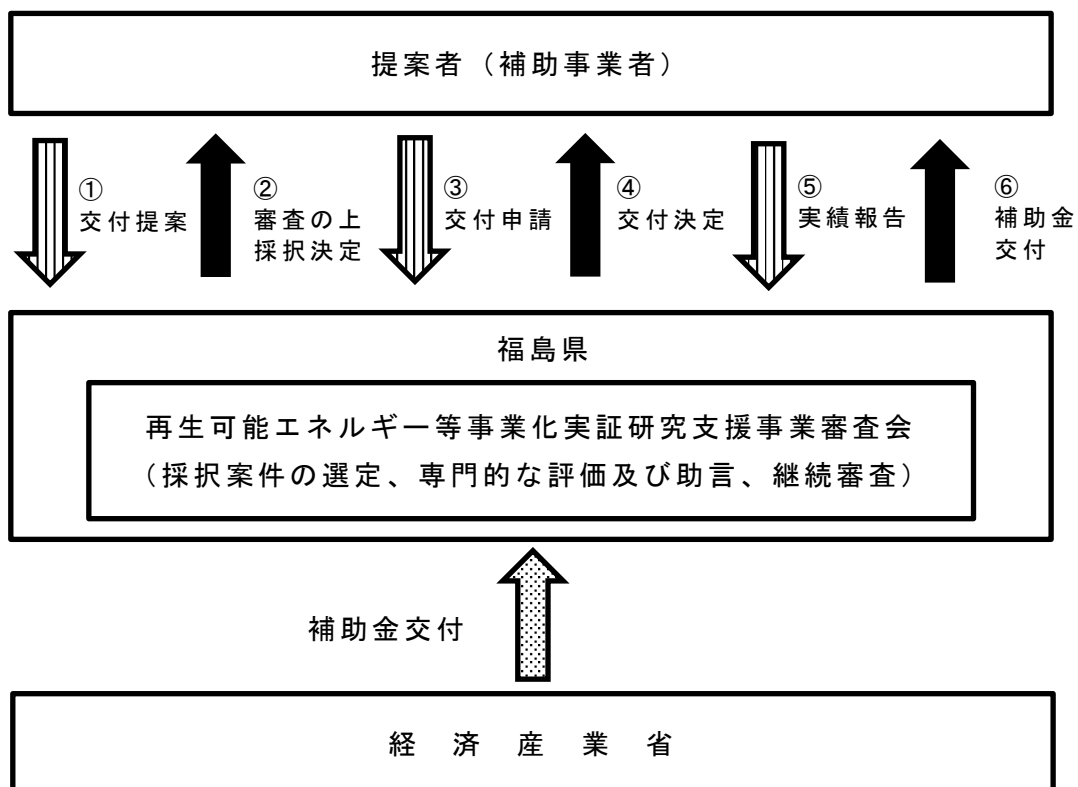 提案者（補助事業者）
①
交付提案
②
審査の上
採択決定
③
交付申請
④
交付決定
⑤
実績報告
⑥
補助金
交付
福島県
再生可能エネルギー等事業化実証研究支援事業審査会
（採択案件の選定、専門的な評価及び助言、継続審査）
補助金交付
経済産業省